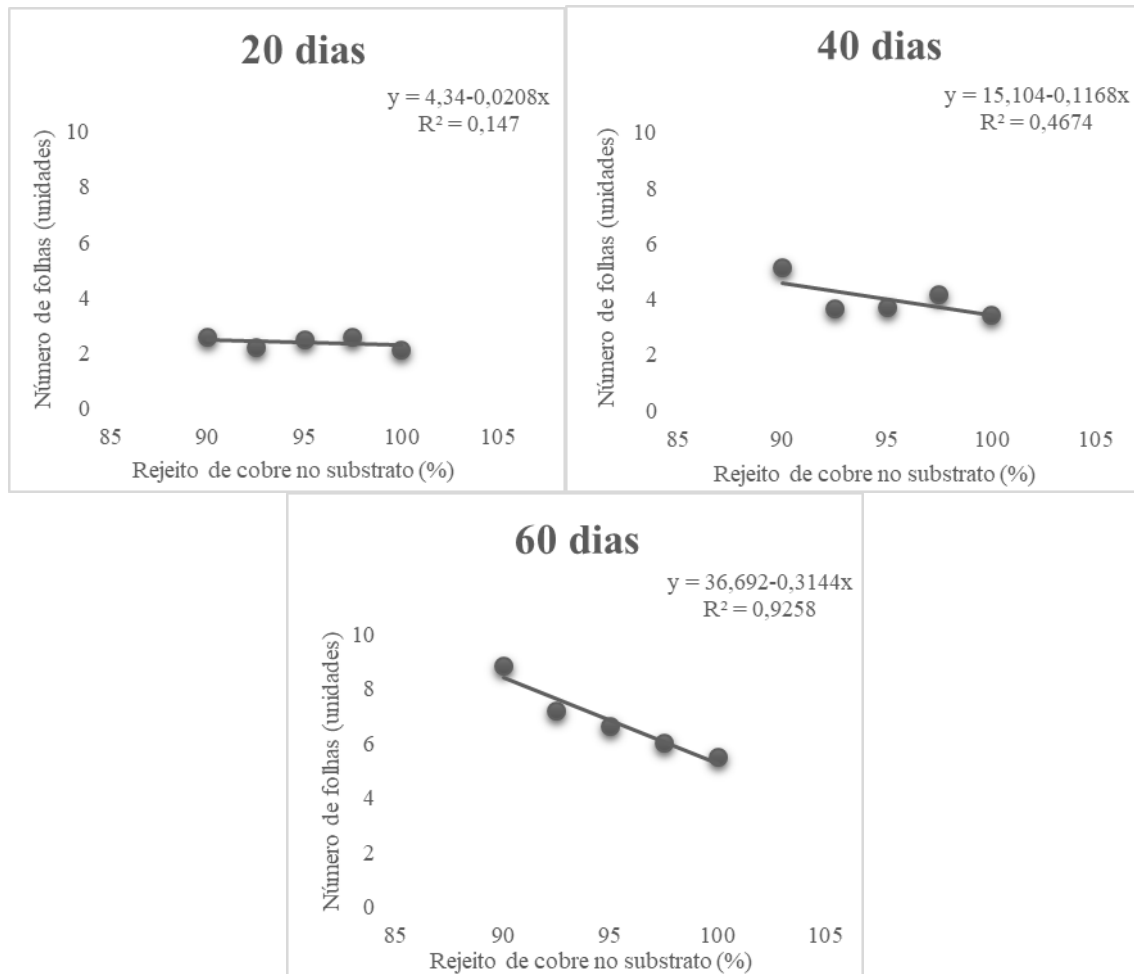 20 dias
y = 4,34-0,0208x
R² = 0,147
Número de folhas (unidades)
10
8
6
4
2
0
85 90 95 100 105
Rejeito de cobre no substrato (%)
40 dias
y = 15,104-0,1168x
R² = 0,4674
Número de folhas (unidades)
10
8
6
4
2
0
85 90 95 100 105
Rejeito de cobre no substrato (%)
60 dias
y = 36,692-0,3144x
R² = 0,9258
Número de folhas (unidades)
10
8
6
4
2
0
85 90 95 100 105
Rejeito de cobre no substrato (%)